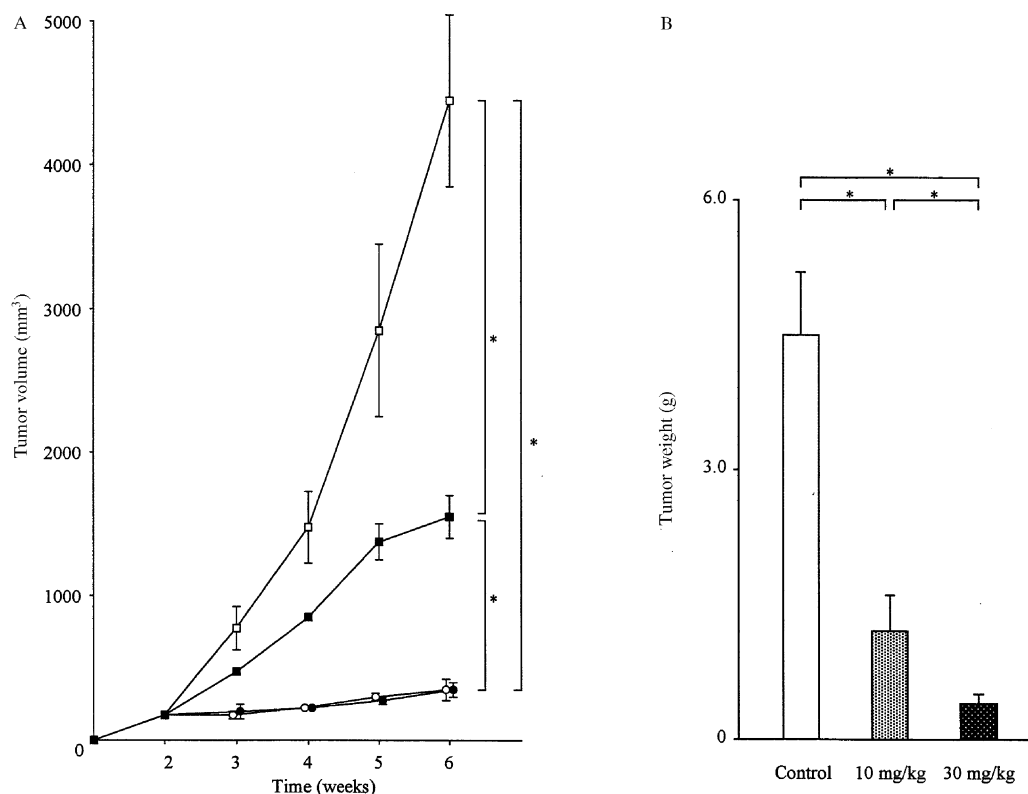 A
B
5000
4000
3000
2000
1000
0
Tumor volume (mm³)
2 3 4 5 6
Time (weeks)
*
*
*
6.0
3.0
0
Tumor weight (g)
*
* *
Control 10 mg/kg 30 mg/kg